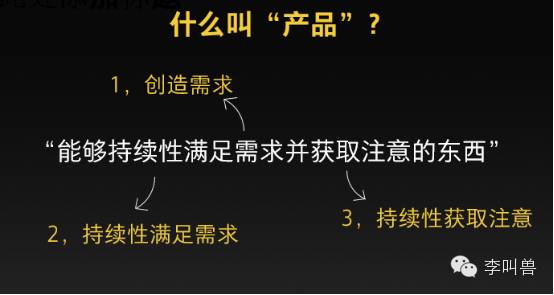 什么叫“产品”?
1，创造需求
“能够持续性满足需求并获取注意的东西”
2，持续性满足需求
3，持续性获取注意
李叫兽